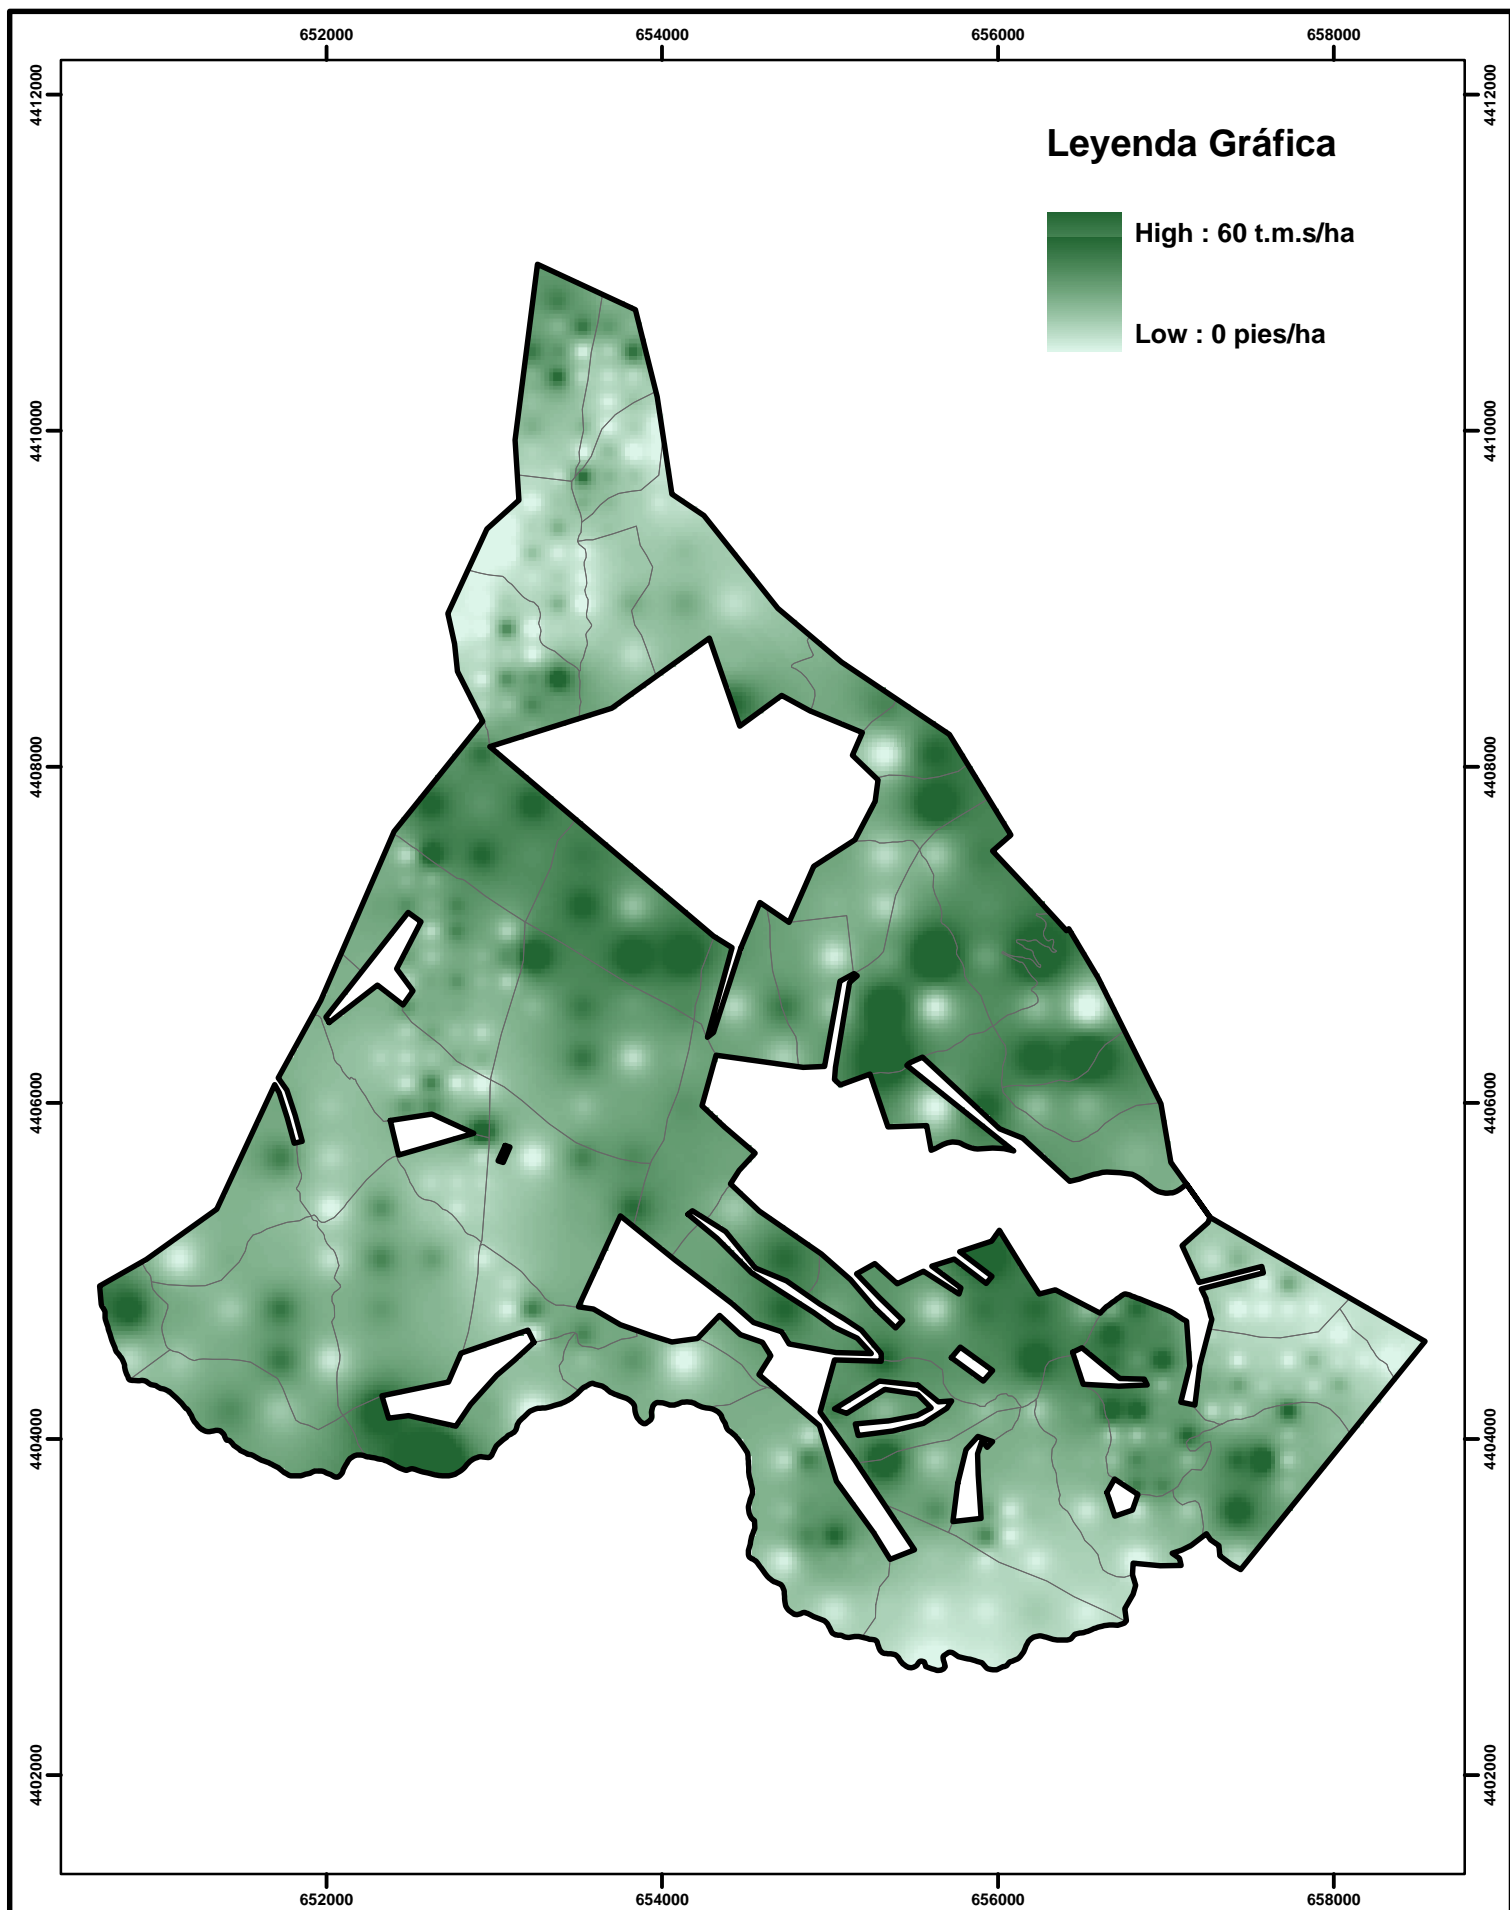 652000 654000 656000 658000
4412000 4412000
Leyenda Gráfica
High : 60 t.m.s/ha
Low : 0 pies/ha
4410000 4410000
4408000 4408000
4406000 4406000
4404000 4404000
4402000 4402000
652000 654000 656000 658000